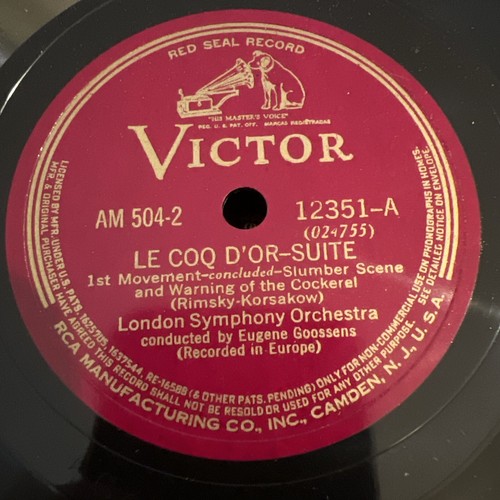 RED SEAL RECORD
"HIS MASTER'S VOICE"
REG. U. S. PAT. OFF. MARCAS REGISTRADAS
VICTOR
AM 504-2
12351-A
(02ᴀ755)
LE COQ D'OR—SUITE
1st Movement—concluded—Slumber Scene
and Warning of the Cockerel
(Rimsky-Korsakow)
London Symphony Orchestra
conducted by Eugene Goossens
(Recorded in Europe)
LICENSED BY MFR. UNDER U.S. PATS. 1625705, 1637544, RE-16588 (& OTHER PATS. PENDING) ONLY FOR NON-COMMERCIAL USE ON PHONOGRAPHS IN HOMES.
MFR. & ORIGINAL PURCHASER HAVE AGREED THIS RECORD SHALL NOT BE RESOLD OR USED FOR ANY OTHER PURPOSE. SEE DETAILED NOTICE ON ENVELOPE.
RCA MANUFACTURING CO., INC., CAMDEN, N. J., U. S. A.